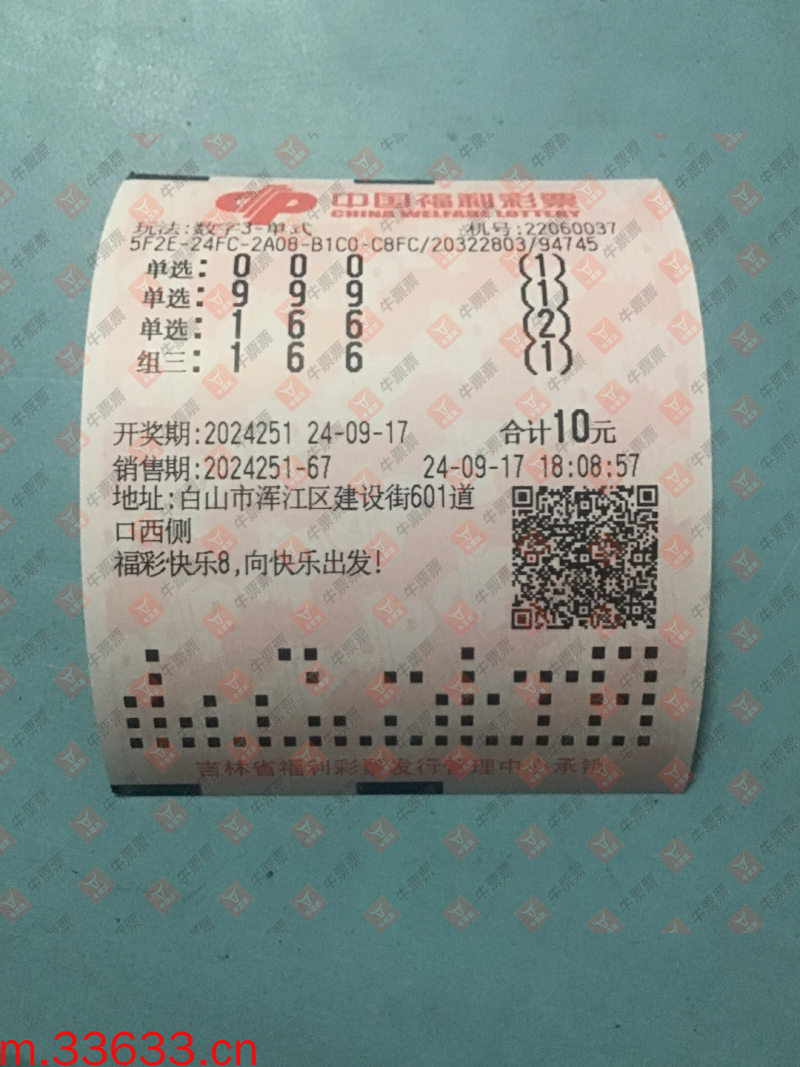 中国福利彩票
CHINA WELFARE LOTTERY
玩法:数字3-单式 机号:22060037
5F2E-24FC-2A08-B1C0-C8FC/20322803/94745
单选: 0 0 0 (1)
单选: 9 9 9 (1)
单选: 1 6 6 (2)
组三: 1 6 6 (1)
开奖期:2024251 24-09-17 合计10元
销售期:2024251-67 24-09-17 18:08:57
地址:白山市浑江区建设街601道
口西侧
福彩快乐8,向快乐出发!
吉林省福利彩票发行管理中心承销
牛票票
m.33633.cn